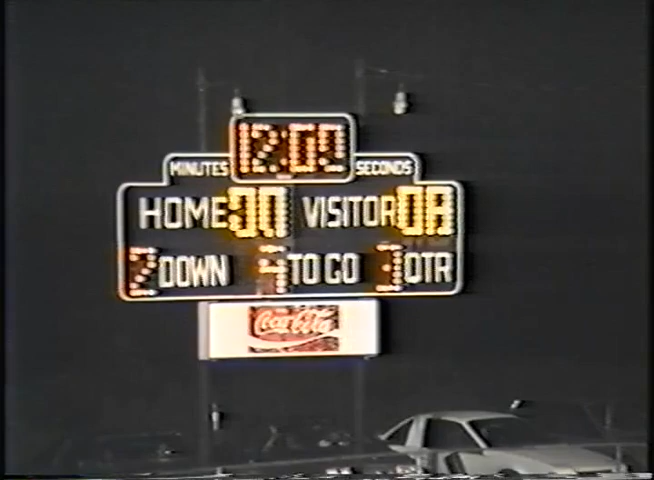 12:09
MINUTES SECONDS
HOME 00 VISITOR 08
2 DOWN 4 TO GO 3 QTR
Coca-Cola